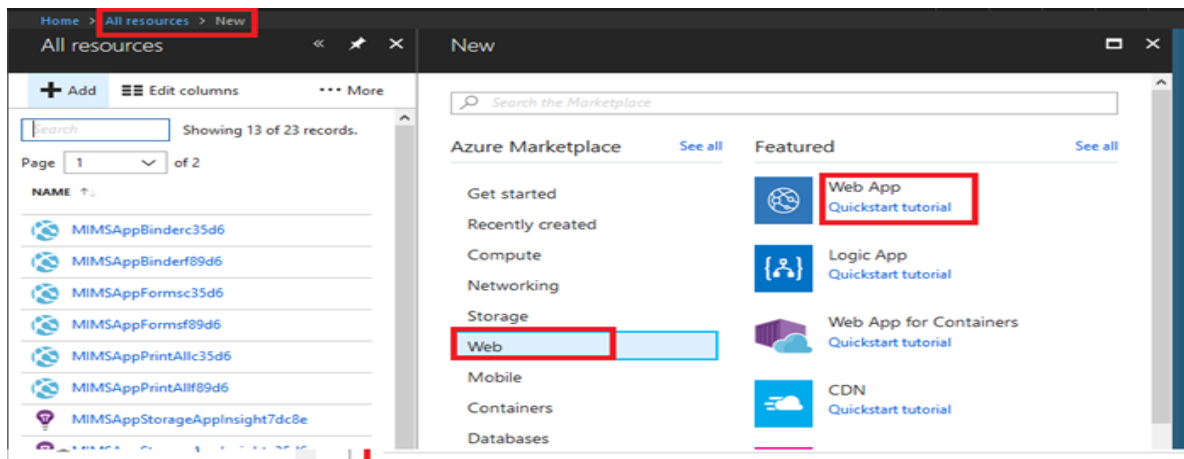 Home > All resources > New
All resources
+ Add
Edit columns
··· More
Search
Showing 13 of 23 records.
Page 1 of 2
NAME
MIMSAppBinderc35d6
MIMSAppBinderf89d6
MIMSAppFormsc35d6
MIMSAppFormsf89d6
MIMSAppPrintAllc35d6
MIMSAppPrintAllf89d6
MIMSAppStorageAppInsight7dc8e
New
Search the Marketplace
Azure Marketplace
See all
Get started
Recently created
Compute
Networking
Storage
Web
Mobile
Containers
Databases
Featured
See all
Web App
Quickstart tutorial
Logic App
Quickstart tutorial
Web App for Containers
Quickstart tutorial
CDN
Quickstart tutorial